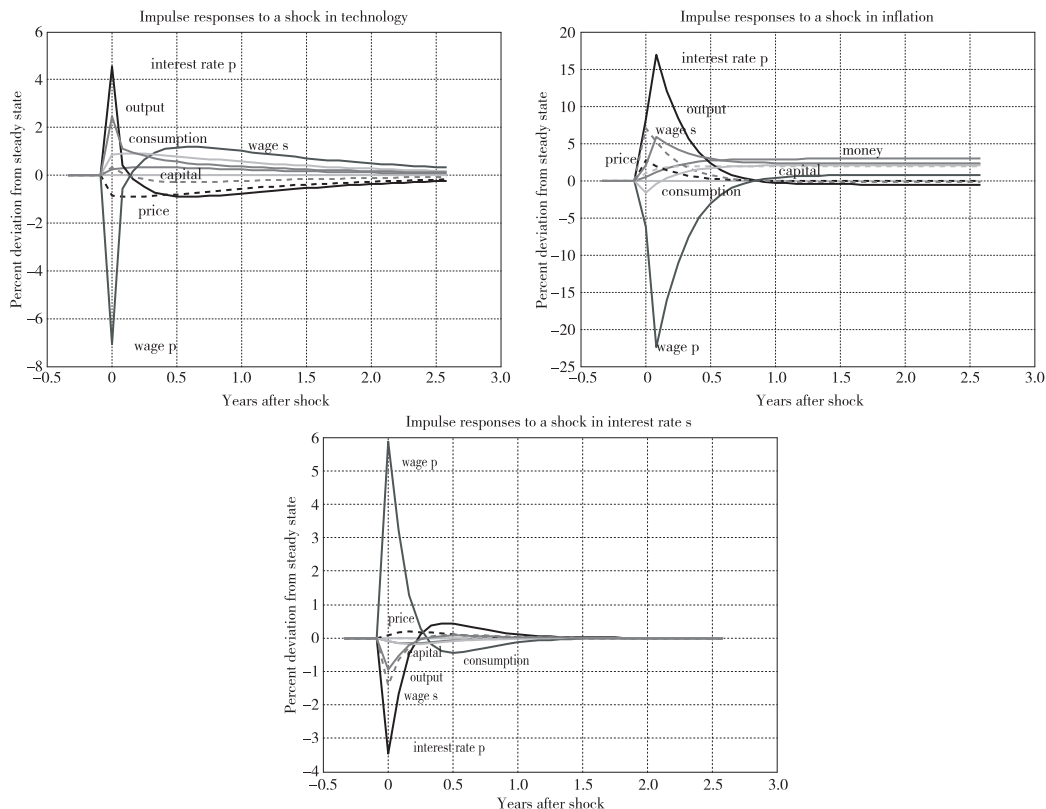 Impulse responses to a shock in technology
Percent deviation from steady state
6
4
2
0
−2
−4
−6
−8
−0.5 0 0.5 1.0 1.5 2.0 2.5 3.0
Years after shock
interest rate p
output
consumption
wage s
capital
price
wage p
Impulse responses to a shock in inflation
Percent deviation from steady state
20
15
10
5
0
−5
−10
−15
−20
−25
−0.5 0 0.5 1.0 1.5 2.0 2.5 3.0
Years after shock
interest rate p
output
wage s
money
price
capital
consumption
wage p
Impulse responses to a shock in interest rate s
Percent deviation from steady state
6
5
4
3
2
1
0
−1
−2
−3
−4
−0.5 0 0.5 1.0 1.5 2.0 2.5 3.0
Years after shock
wage p
price
capital
consumption
output
wage s
interest rate p